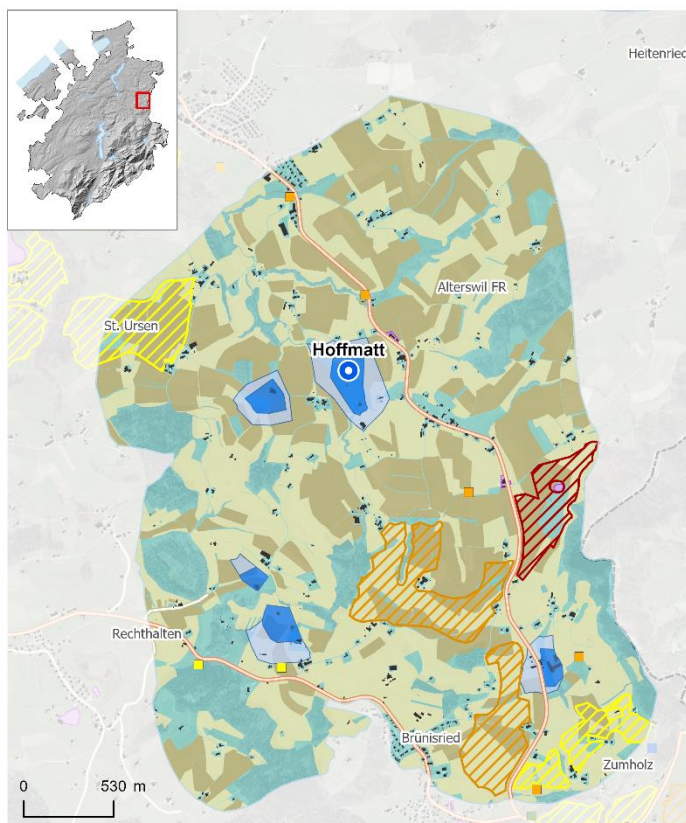 Heitenried
Alterswil FR
St. Ursen
Hoffmatt
Rechthalten
Brünisried
Zumholz
0 530 m